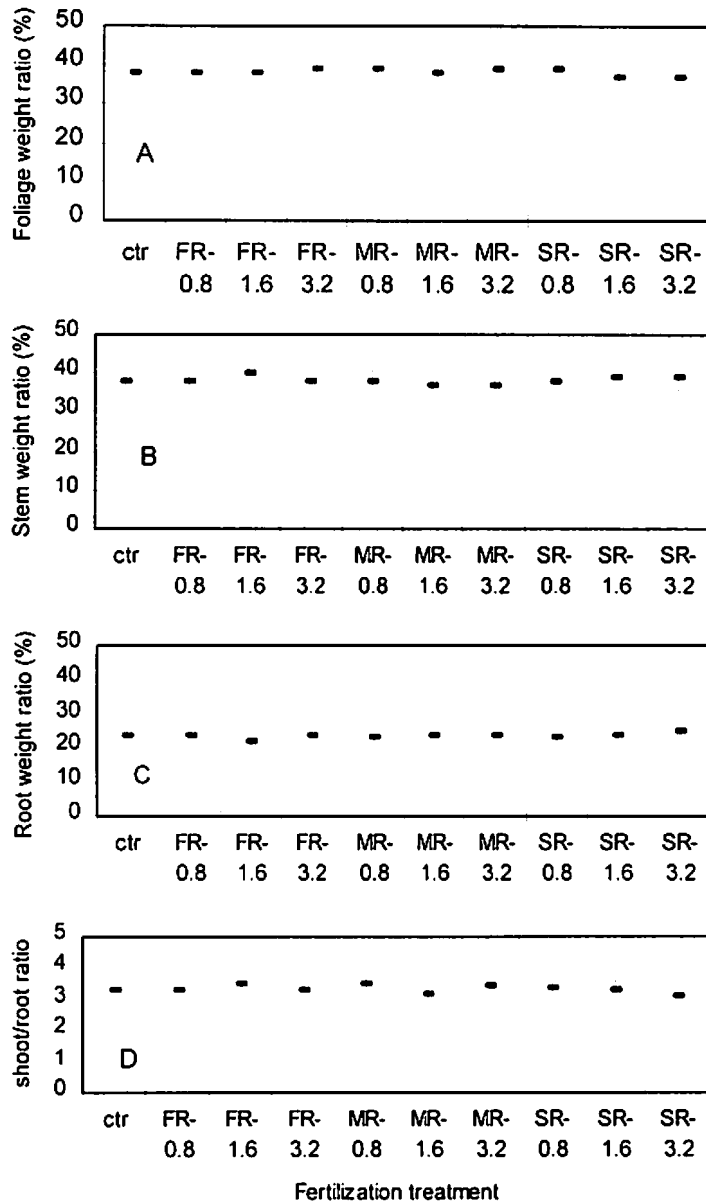 Foliage weight ratio (%)
50
40
30
20
10
0
A
ctr FR- FR- FR- MR- MR- MR- SR- SR- SR-
0.8 1.6 3.2 0.8 1.6 3.2 0.8 1.6 3.2
Stem weight ratio (%)
50
40
30
20
10
0
B
ctr FR- FR- FR- MR- MR- MR- SR- SR- SR-
0.8 1.6 3.2 0.8 1.6 3.2 0.8 1.6 3.2
Root weight ratio (%)
50
40
30
20
10
0
C
ctr FR- FR- FR- MR- MR- MR- SR- SR- SR-
0.8 1.6 3.2 0.8 1.6 3.2 0.8 1.6 3.2
shoot/root ratio
5
4
3
2
1
0
D
ctr FR- FR- FR- MR- MR- MR- SR- SR- SR-
0.8 1.6 3.2 0.8 1.6 3.2 0.8 1.6 3.2
Fertilization treatment